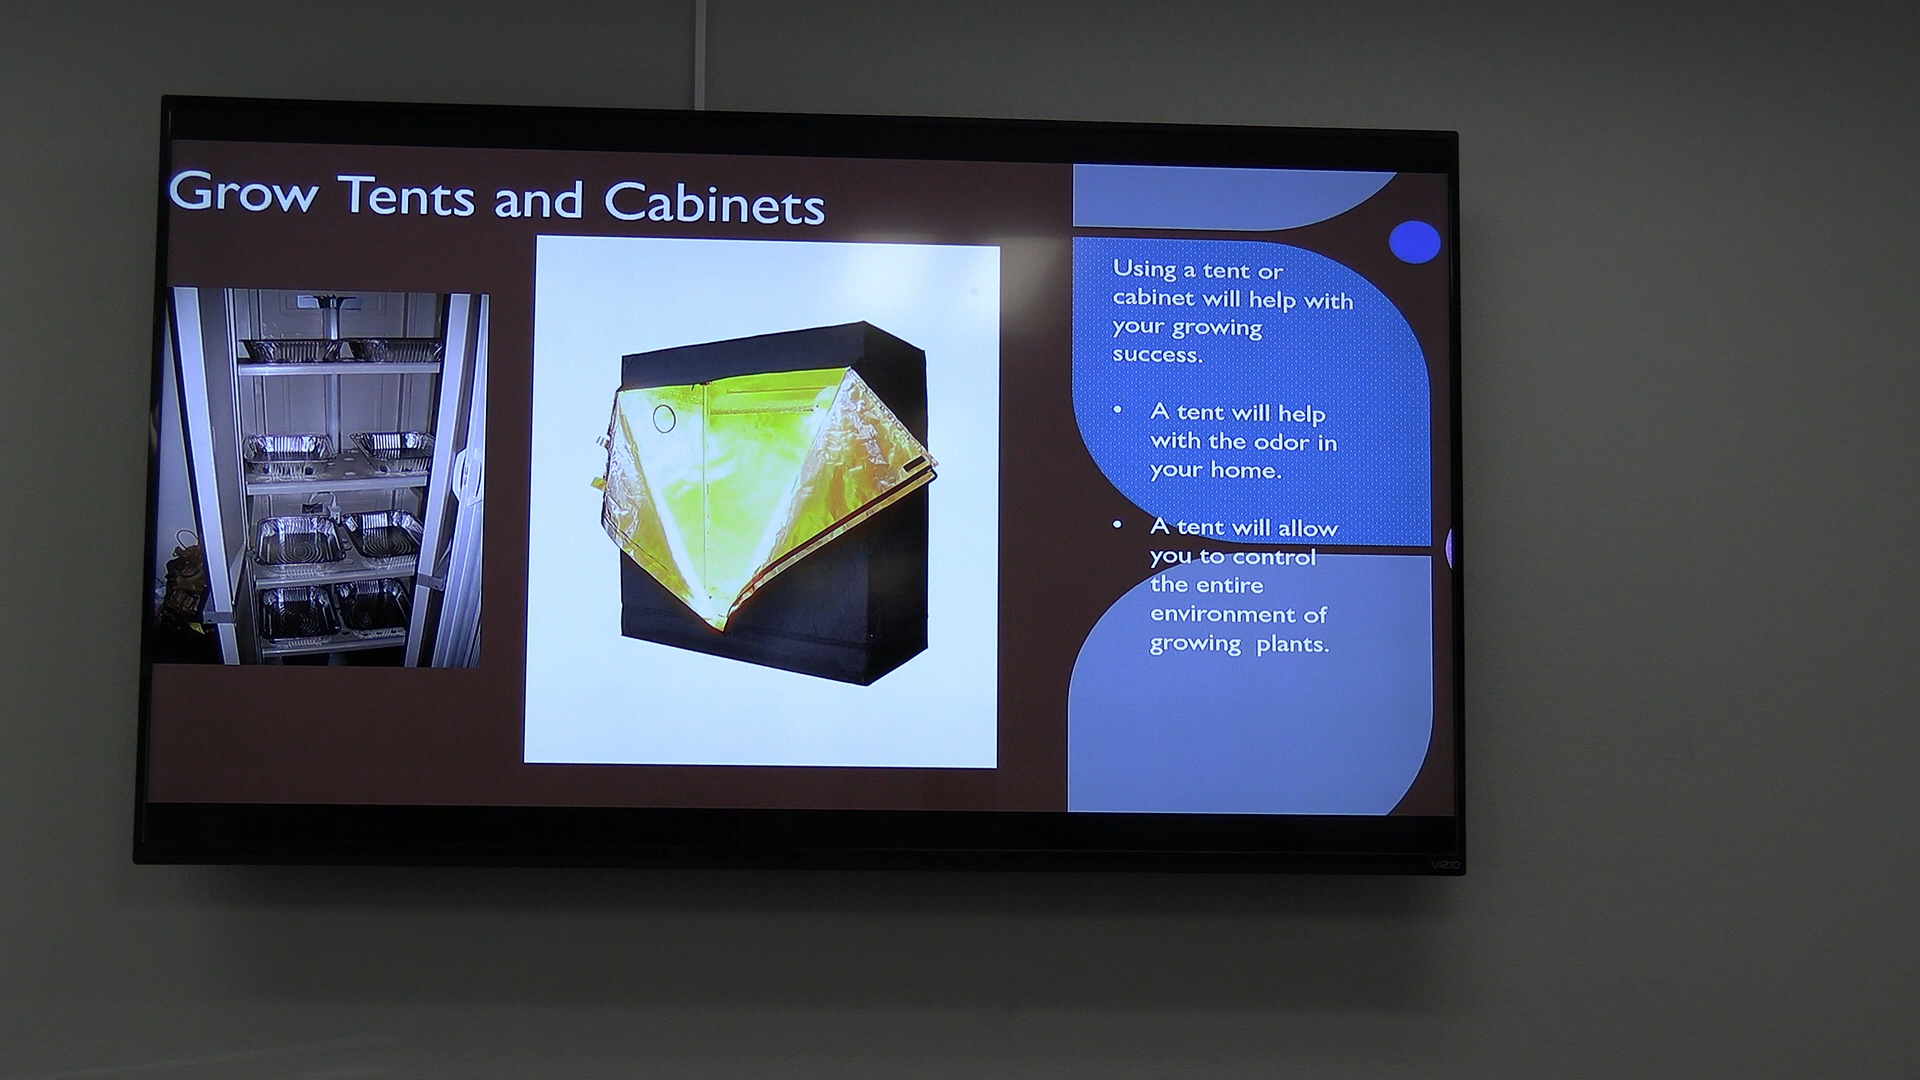 Grow Tents and Cabinets
Using a tent or
cabinet will help with
your growing
success.
• A tent will help
with the odor in
your home.
• A tent will allow
you to control
the entire
environment of
growing plants.
VIZIO